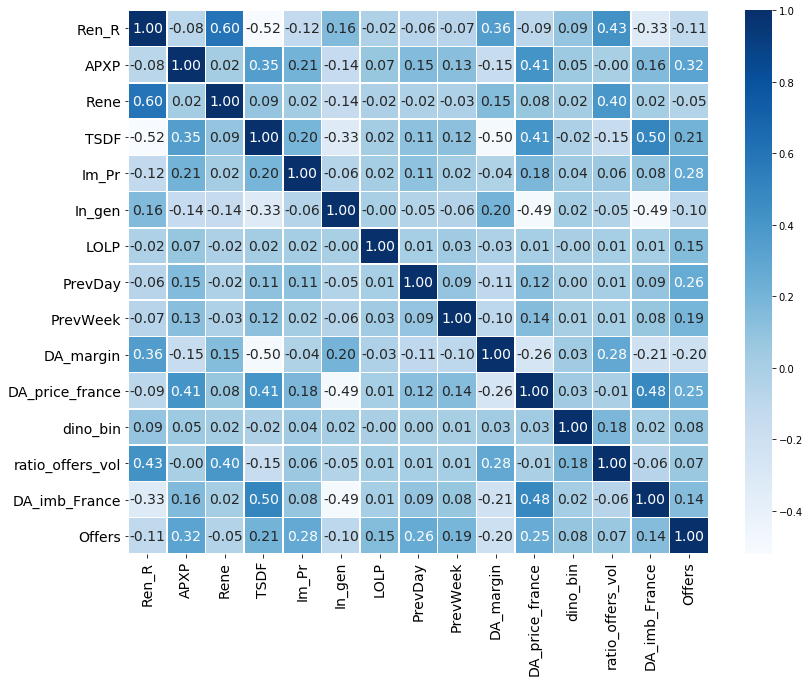 Ren_R 1.00 -0.08 0.60 -0.52 -0.12 0.16 -0.02 -0.06 -0.07 0.36 -0.09 0.09 0.43 -0.33 -0.11
APXP -0.08 1.00 0.02 0.35 0.21 -0.14 0.07 0.15 0.13 -0.15 0.41 0.05 -0.00 0.16 0.32
Rene 0.60 0.02 1.00 0.09 0.02 -0.14 -0.02 -0.02 -0.03 0.15 0.08 0.02 0.40 0.02 -0.05
TSDF -0.52 0.35 0.09 1.00 0.20 -0.33 0.02 0.11 0.12 -0.50 0.41 -0.02 -0.15 0.50 0.21
Im_Pr -0.12 0.21 0.02 0.20 1.00 -0.06 0.02 0.11 0.02 -0.04 0.18 0.04 0.06 0.08 0.28
In_gen 0.16 -0.14 -0.14 -0.33 -0.06 1.00 -0.00 -0.05 -0.06 0.20 -0.49 0.02 -0.05 -0.49 -0.10
LOLP -0.02 0.07 -0.02 0.02 0.02 -0.00 1.00 0.01 0.03 -0.03 0.01 -0.00 0.01 0.01 0.15
PrevDay -0.06 0.15 -0.02 0.11 0.11 -0.05 0.01 1.00 0.09 -0.11 0.12 0.00 0.01 0.09 0.26
PrevWeek -0.07 0.13 -0.03 0.12 0.02 -0.06 0.03 0.09 1.00 -0.10 0.14 0.01 0.01 0.08 0.19
DA_margin 0.36 -0.15 0.15 -0.50 -0.04 0.20 -0.03 -0.11 -0.10 1.00 -0.26 0.03 0.28 -0.21 -0.20
DA_price_france -0.09 0.41 0.08 0.41 0.18 -0.49 0.01 0.12 0.14 -0.26 1.00 0.03 -0.01 0.48 0.25
dino_bin 0.09 0.05 0.02 -0.02 0.04 0.02 -0.00 0.00 0.01 0.03 0.03 1.00 0.18 0.02 0.08
ratio_offers_vol 0.43 -0.00 0.40 -0.15 0.06 -0.05 0.01 0.01 0.01 0.28 -0.01 0.18 1.00 -0.06 0.07
DA_imb_France -0.33 0.16 0.02 0.50 0.08 -0.49 0.01 0.09 0.08 -0.21 0.48 0.02 -0.06 1.00 0.14
Offers -0.11 0.32 -0.05 0.21 0.28 -0.10 0.15 0.26 0.19 -0.20 0.25 0.08 0.07 0.14 1.00
Ren_R
APXP
Rene
TSDF
Im_Pr
In_gen
LOLP
PrevDay
PrevWeek
DA_margin
DA_price_france
dino_bin
ratio_offers_vol
DA_imb_France
Offers
1.0
0.8
0.6
0.4
0.2
0.0
−0.2
−0.4